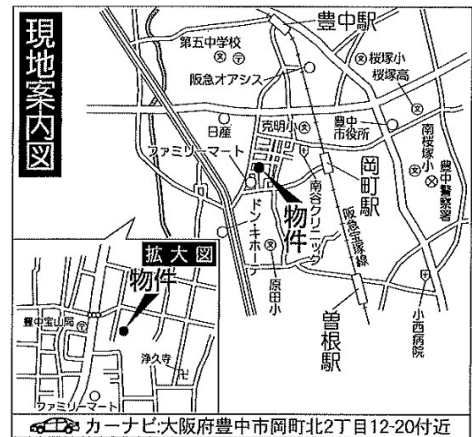 現地案内図
豊中駅
第五中学校
阪急オアシス
桜塚小
桜塚高
日産
克明小
豊中
市役所
ファミリーマート
岡町駅
南桜塚小
豊中警察署
物件
南谷クリニック
ドン・キホーテ
阪急宝塚線
原田小
曽根駅
小西病院
拡大図
物件
豊中宝山局
浄久寺
ファミリーマート
カーナビ:大阪府豊中市岡町北2丁目12-20付近